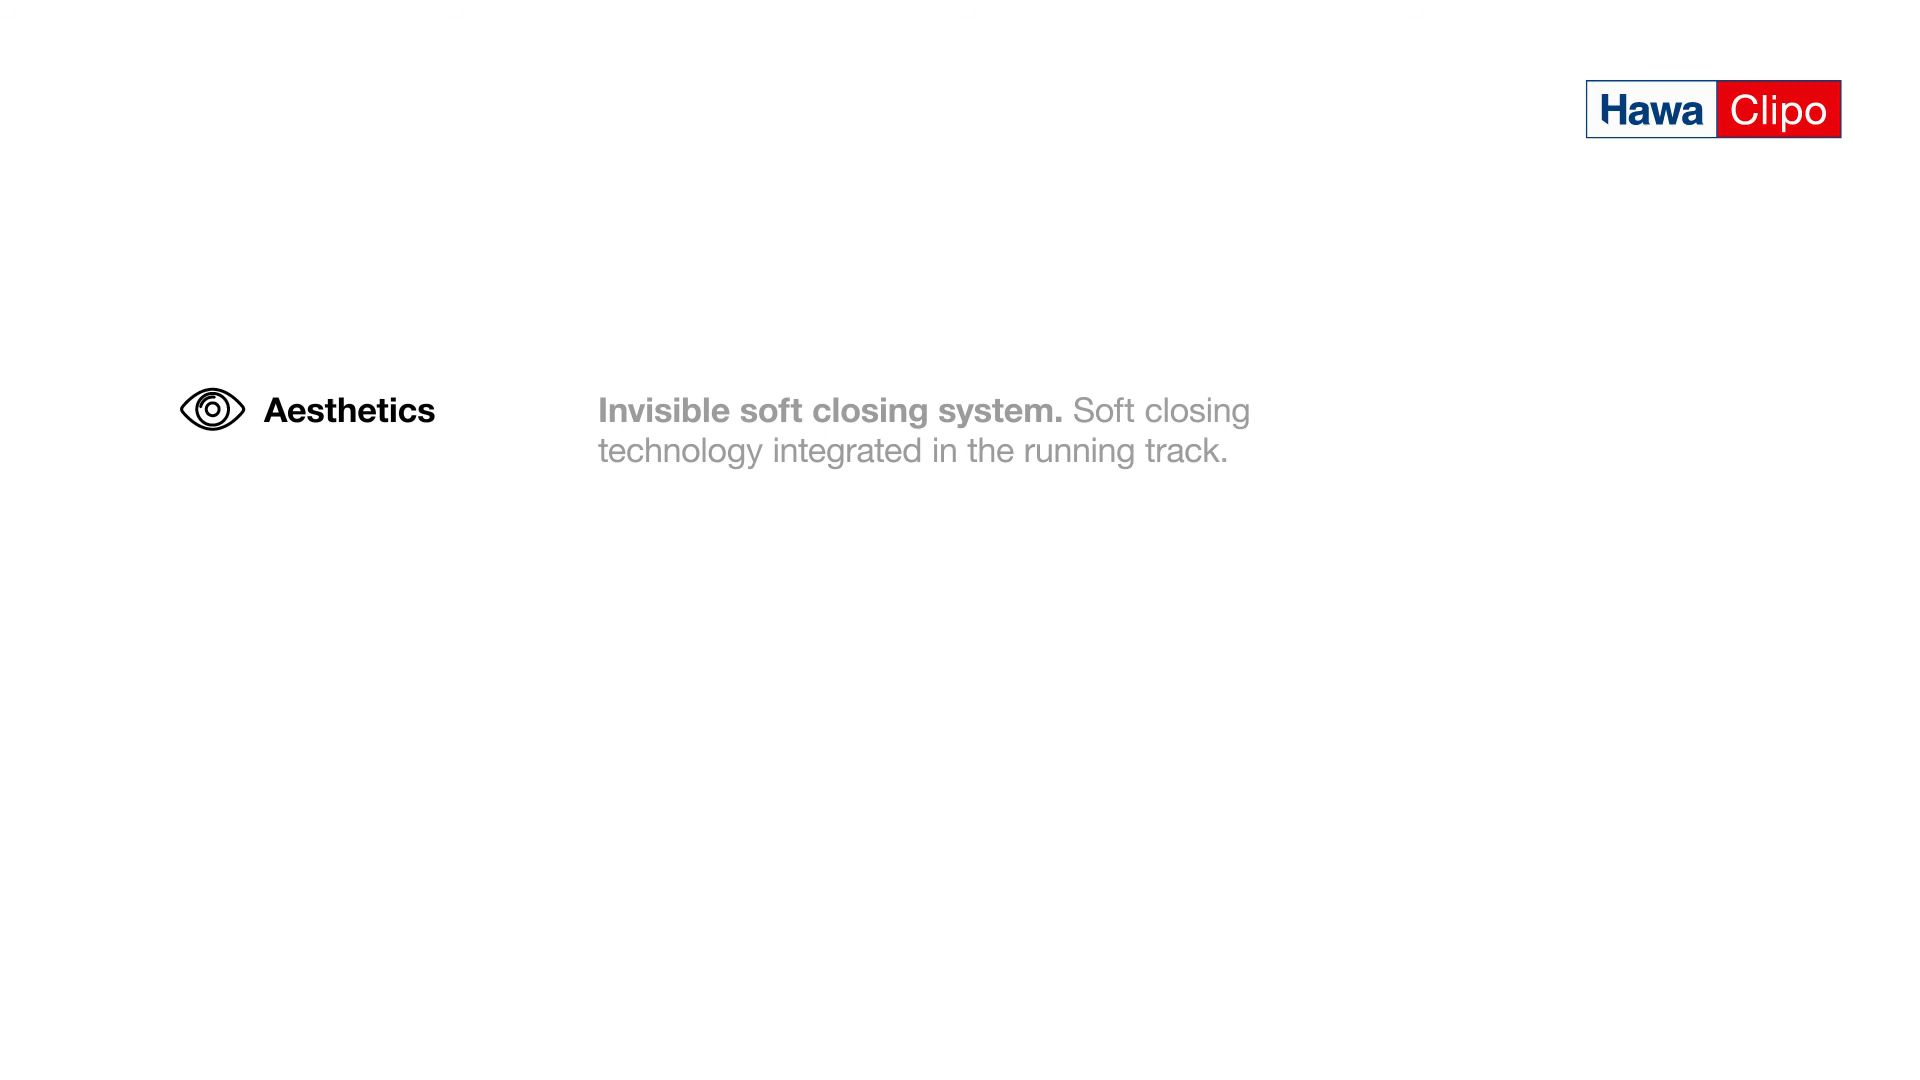 Hawa Clipo
Aesthetics
Invisible soft closing system. Soft closing
technology integrated in the running track.